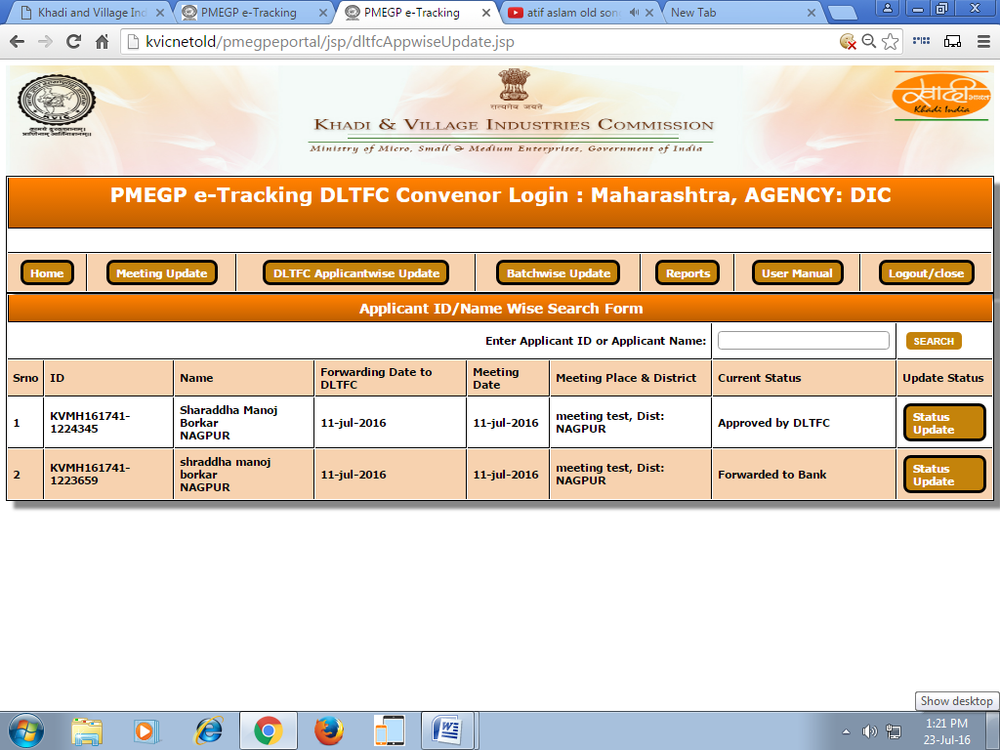 Khadi and Village Ind
PMEGP e-Tracking
PMEGP e-Tracking
atif aslam old son
New Tab
kvicnetold/pmegpeportal/jsp/dltfcAppwiseUpdate.jsp
सत्यमेव जयते
KHADI & VILLAGE INDUSTRIES COMMISSION
Ministry of Micro, Small & Medium Enterprises, Government of India
Khadi India
PMEGP e-Tracking DLTFC Convenor Login : Maharashtra, AGENCY: DIC
Home Meeting Update DLTFC Applicantwise Update Batchwise Update Reports User Manual Logout/close
Applicant ID/Name Wise Search Form
Enter Applicant ID or Applicant Name: SEARCH
Srno ID Name Forwarding Date to DLTFC Meeting Date Meeting Place & District Current Status Update Status
1 KVMH161741-1224345 Sharaddha Manoj Borkar NAGPUR 11-jul-2016 11-jul-2016 meeting test, Dist: NAGPUR Approved by DLTFC Status Update
2 KVMH161741-1223659 shraddha manoj borkar NAGPUR 11-jul-2016 11-jul-2016 meeting test, Dist: NAGPUR Forwarded to Bank Status Update
Show desktop
1:21 PM
23-Jul-16